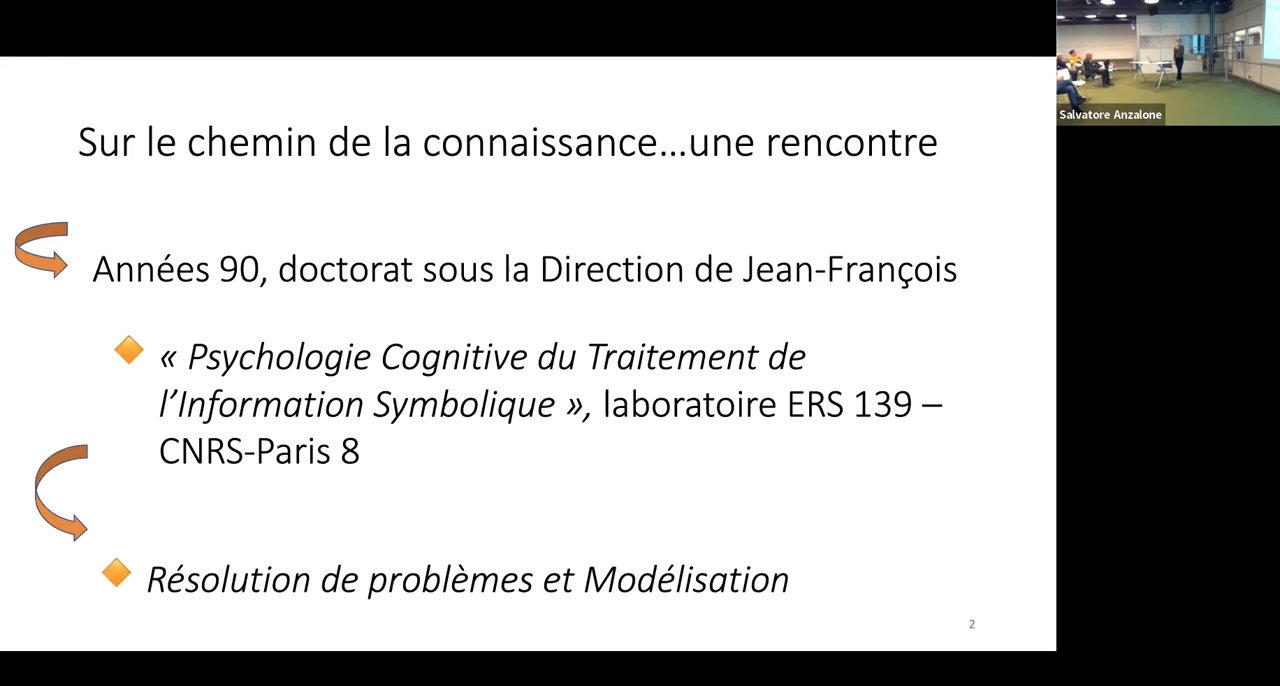 Sur le chemin de la connaissance...une rencontre
Années 90, doctorat sous la Direction de Jean-François
« Psychologie Cognitive du Traitement de
l’Information Symbolique », laboratoire ERS 139 –
CNRS-Paris 8
Résolution de problèmes et Modélisation
2
Salvatore Anzalone